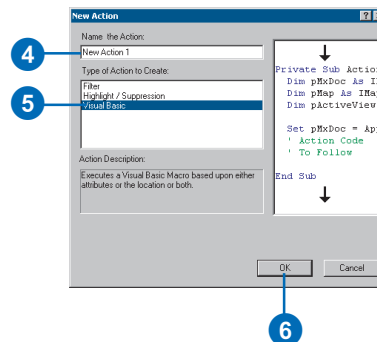 New Action
Name the Action:
4
New Action 1
Type of Action to Create:
Filter
Highlight / Suppression
5
Visual Basic
Action Description:
Executes a Visual Basic Macro based upon either
attributes or the location or both.
Private Sub Action
Dim pMxDoc As
Dim pMap As IMap
Dim pActiveView
Set pMxDoc =
' Action Code
' To Follow
End Sub
OK
Cancel
6